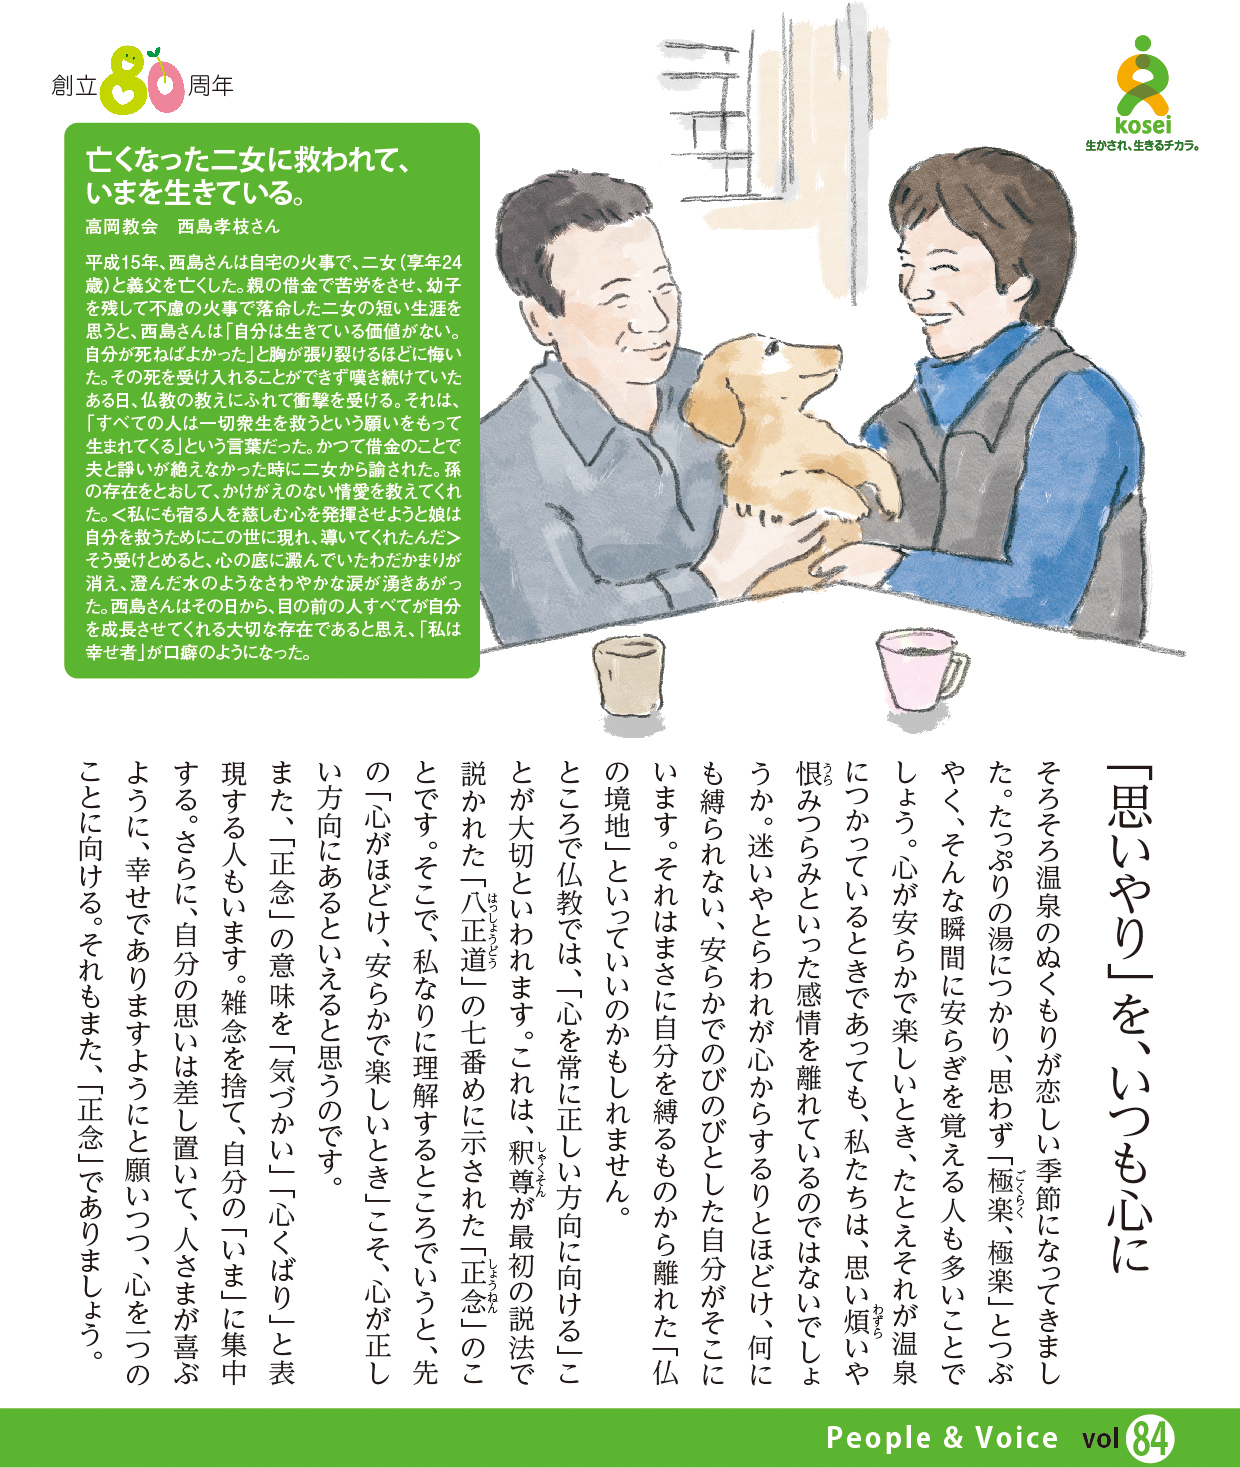 創立80周年
kosei
生かされ、生きるチカラ。
亡くなった二女に救われて、
いまを生きている。
高岡教会　西島孝枝さん
平成15年、西島さんは自宅の火事で、二女（享年24
歳）と義父を亡くした。親の借金で苦労をさせ、幼子
を残して不慮の火事で落命した二女の短い生涯を
思うと、西島さんは「自分は生きている価値がない。
自分が死ねばよかった」と胸が張り裂けるほどに悔い
た。その死を受け入れることができず嘆き続けていた
ある日、仏教の教えにふれて衝撃を受ける。それは、
「すべての人は一切衆生を救うという願いをもって
生まれてくる」という言葉だった。かつて借金のことで
夫と諍いが絶えなかった時に二女から諭された。孫
の存在をとおして、かけがえのない情愛を教えてくれ
た。＜私にも宿る人を慈しむ心を発揮させようと娘は
自分を救うためにこの世に現れ、導いてくれたんだ＞
そう受けとめると、心の底に澱んでいたわだかまりが
消え、澄んだ水のようなさわやかな涙が湧きあがっ
た。西島さんはその日から、目の前の人すべてが自分
を成長させてくれる大切な存在であると思え、「私は
幸せ者」が口癖のようになった。
「思いやり」を、いつも心に
そろそろ温泉のぬくもりが恋しい季節になってきまし
た。たっぷりの湯につかり、思わず「極楽、極楽」とつぶ
ごくらく
やく、そんな瞬間に安らぎを覚える人も多いことで
しょう。心が安らかで楽しいとき、たとえそれが温泉
につかっているときであっても、私たちは、思い煩いや
わずら
恨みつらみといった感情を離れているのではないでしょ
うら
うか。迷いやとらわれが心からするりとほどけ、何に
も縛られない、安らかでのびのびとした自分がそこに
います。それはまさに自分を縛るものから離れた「仏
の境地」といっていいのかもしれません。
ところで仏教では、「心を常に正しい方向に向ける」こ
とが大切といわれます。これは、釈尊が最初の説法で
しゃくそん
説かれた「八正道」の七番めに示された「正念」のこ
はっしょうどう
しょうねん
とです。そこで、私なりに理解するところでいうと、先
の「心がほどけ、安らかで楽しいとき」こそ、心が正し
い方向にあるといえると思うのです。
また、「正念」の意味を「気づかい」「心くばり」と表
現する人もいます。雑念を捨て、自分の「いま」に集中
する。さらに、自分の思いは差し置いて、人さまが喜ぶ
ように、幸せでありますようにと願いつつ、心を一つの
ことに向ける。それもまた、「正念」でありましょう。
People & Voice vol 84